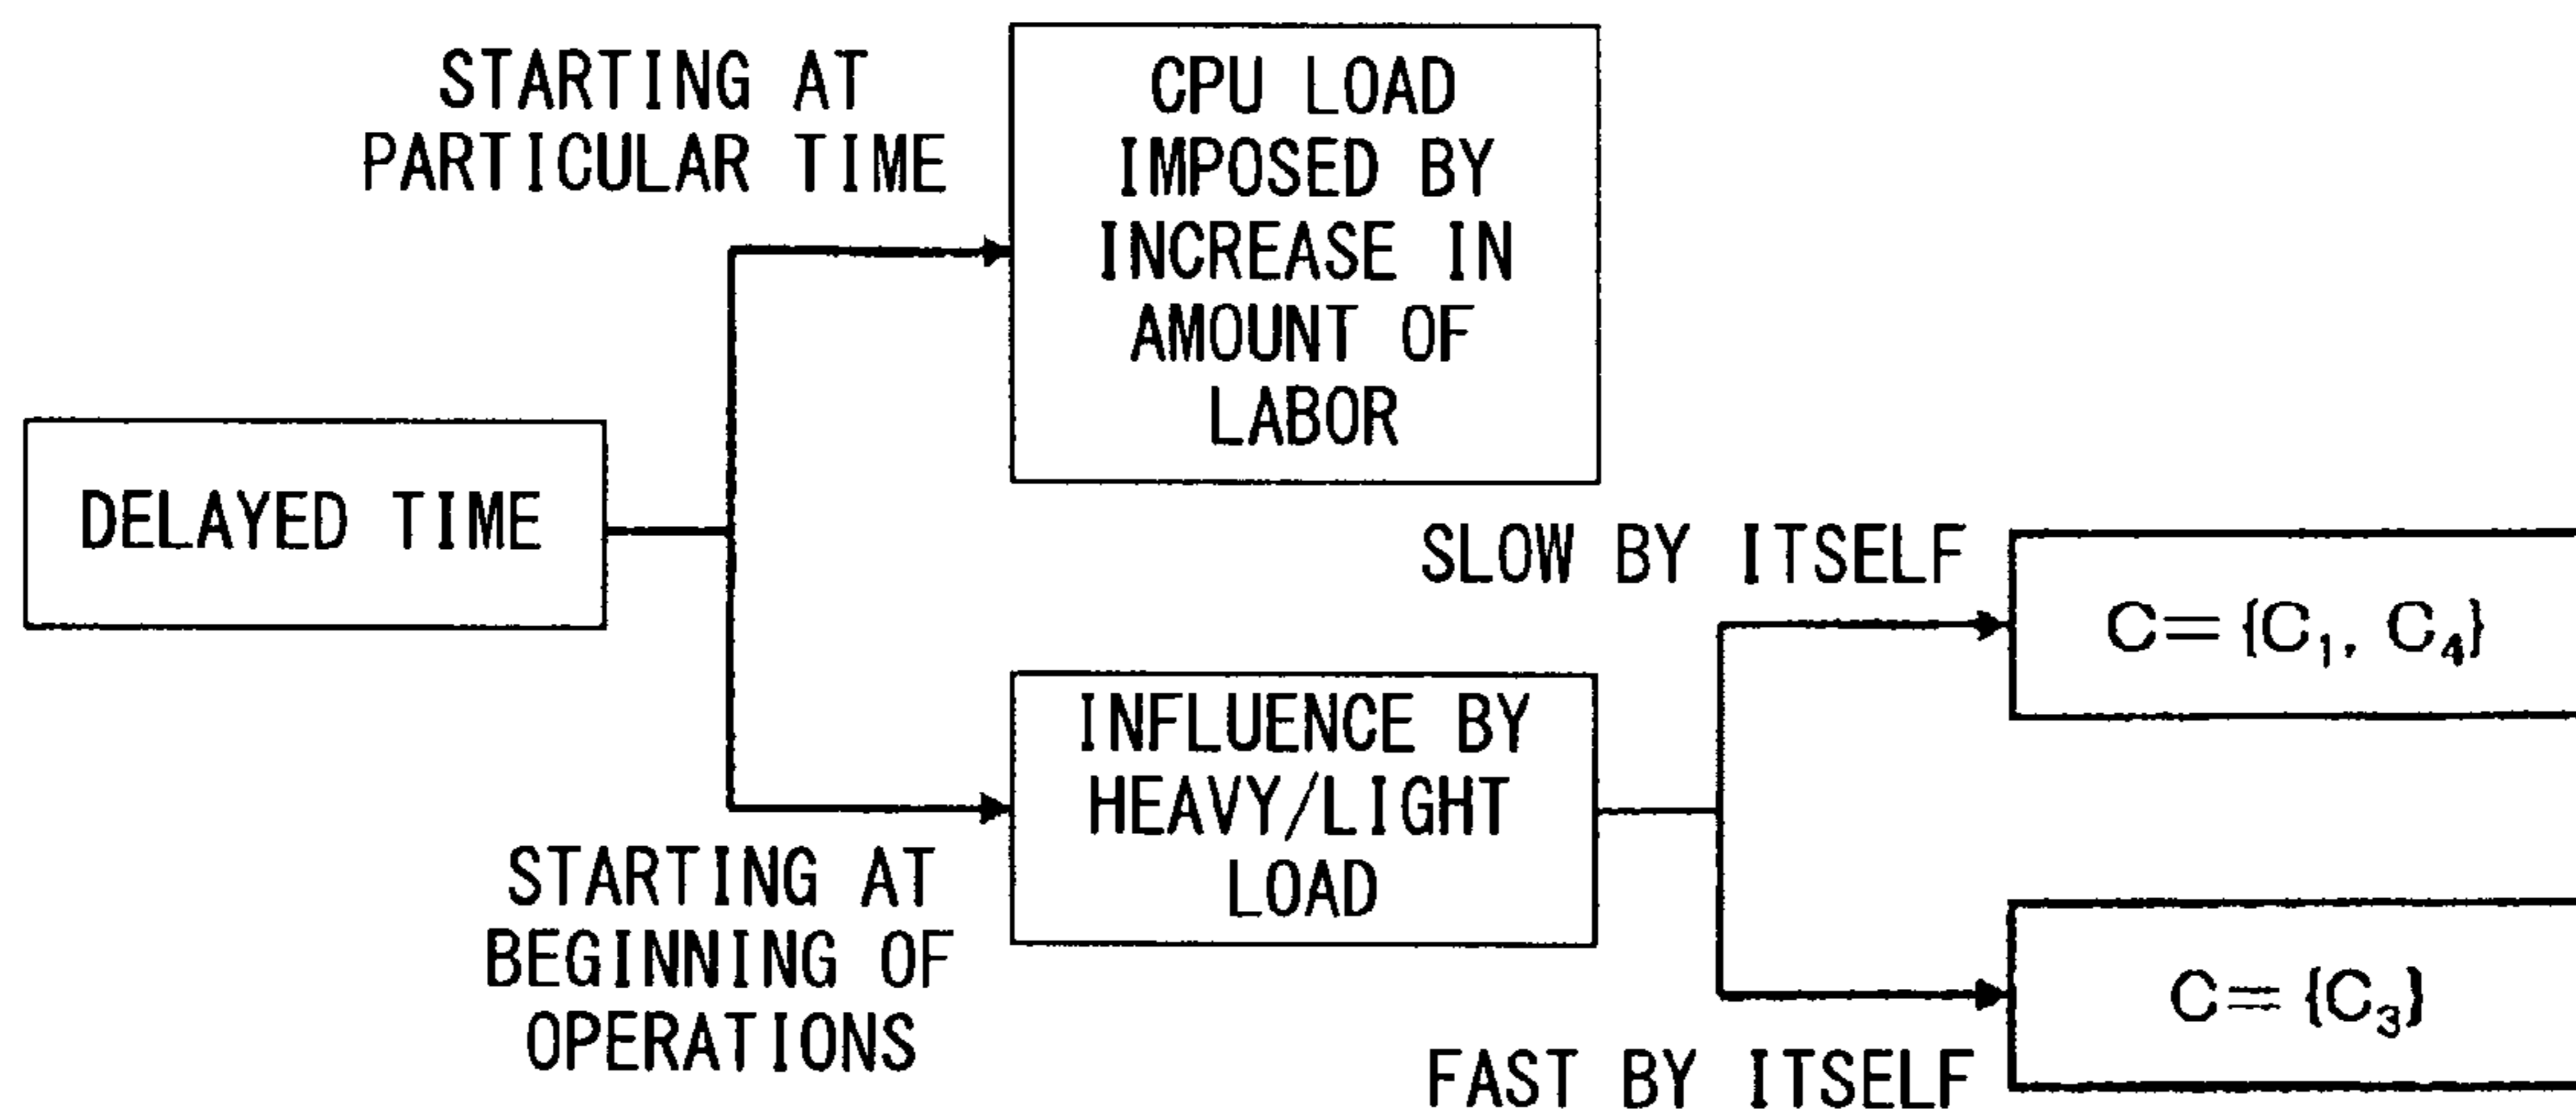 STARTING AT
PARTICULAR TIME
CPU LOAD
IMPOSED BY
INCREASE IN
AMOUNT OF
LABOR
DELAYED TIME
STARTING AT
BEGINNING OF
OPERATIONS
INFLUENCE BY
HEAVY/LIGHT
LOAD
SLOW BY ITSELF
C={C₁, C₄}
C={C₃}
FAST BY ITSELF